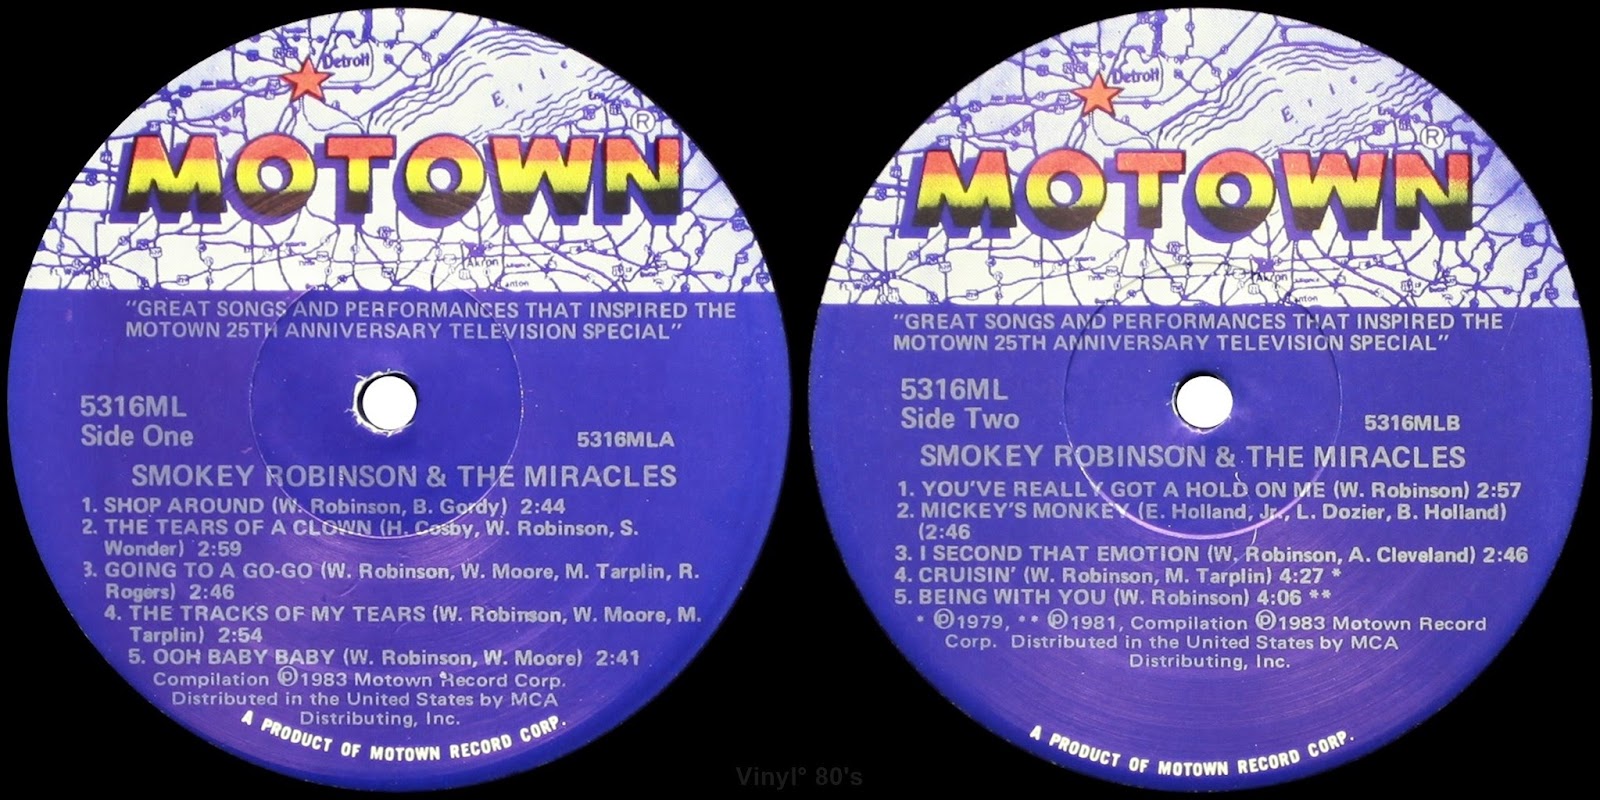 Detroit
Erie
MOTOWN®
Akron
"GREAT SONGS AND PERFORMANCES THAT INSPIRED THE
MOTOWN 25TH ANNIVERSARY TELEVISION SPECIAL"
5316ML
Side One
5316MLA
SMOKEY ROBINSON & THE MIRACLES
1. SHOP AROUND (W. Robinson, B. Gordy) 2:44
2. THE TEARS OF A CLOWN (H. Cosby, W. Robinson, S.
Wonder) 2:59
3. GOING TO A GO-GO (W. Robinson, W. Moore, M. Tarplin, R.
Rogers) 2:46
4. THE TRACKS OF MY TEARS (W. Robinson, W. Moore, M.
Tarplin) 2:54
5. OOH BABY BABY (W. Robinson, W. Moore) 2:41
Compilation ℗1983 Motown Record Corp.
Distributed in the United States by MCA
Distributing, Inc.
A PRODUCT OF MOTOWN RECORD CORP.
Detroit
Erie
MOTOWN®
Akron
"GREAT SONGS AND PERFORMANCES THAT INSPIRED THE
MOTOWN 25TH ANNIVERSARY TELEVISION SPECIAL"
5316ML
Side Two
5316MLB
SMOKEY ROBINSON & THE MIRACLES
1. YOU'VE REALLY GOT A HOLD ON ME (W. Robinson) 2:57
2. MICKEY'S MONKEY (E. Holland, Jr., L. Dozier, B. Holland)
(2:46
3. I SECOND THAT EMOTION (W. Robinson, A. Cleveland) 2:46
4. CRUISIN' (W. Robinson, M. Tarplin) 4:27 *
5. BEING WITH YOU (W. Robinson) 4:06 **
* ℗1979, ** ℗1981, Compilation ℗1983 Motown Record
Corp. Distributed in the United States by MCA
Distributing, Inc.
A PRODUCT OF MOTOWN RECORD CORP.
Vinyl° 80's